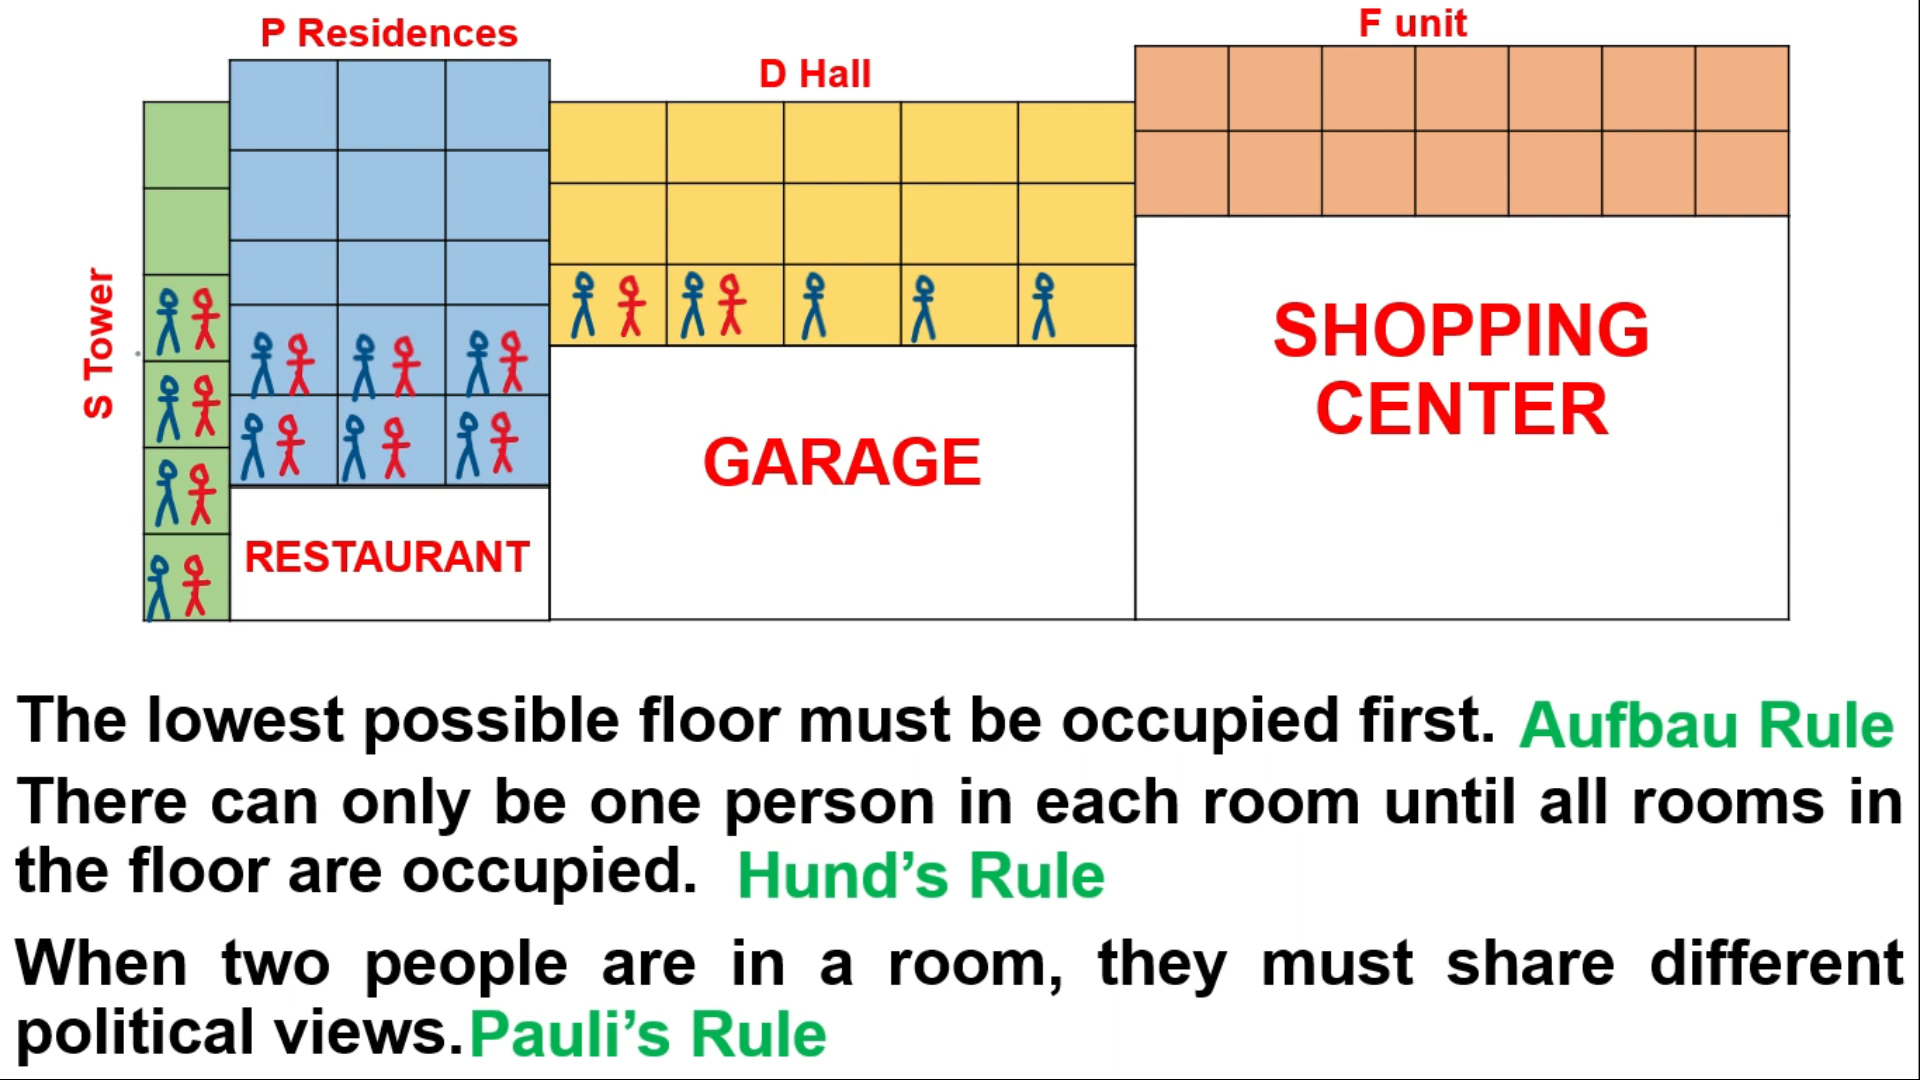 P Residences
F unit
D Hall
S Tower
SHOPPING
CENTER
GARAGE
RESTAURANT
The lowest possible floor must be occupied first. Aufbau Rule
There can only be one person in each room until all rooms in
the floor are occupied. Hund’s Rule
When two people are in a room, they must share different
political views. Pauli’s Rule